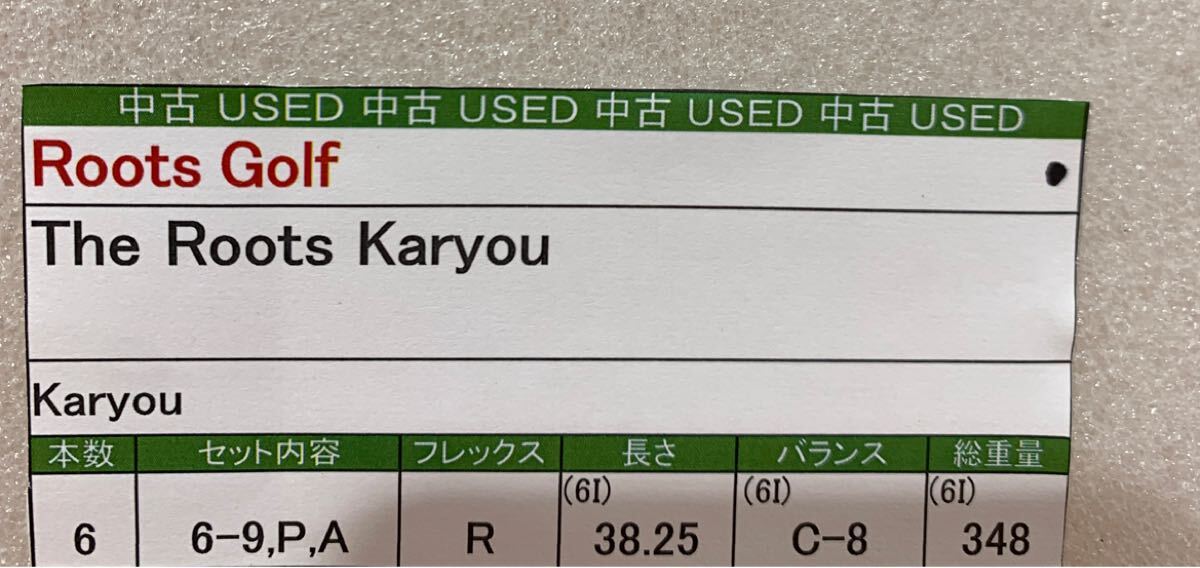 中古 USED 中古 USED 中古 USED 中古 USED
Roots Golf
The Roots Karyou
Karyou
本数 セット内容 フレックス 長さ バランス 総重量
(6I) (6I) (6I)
6 6-9,P,A R 38.25 C-8 348